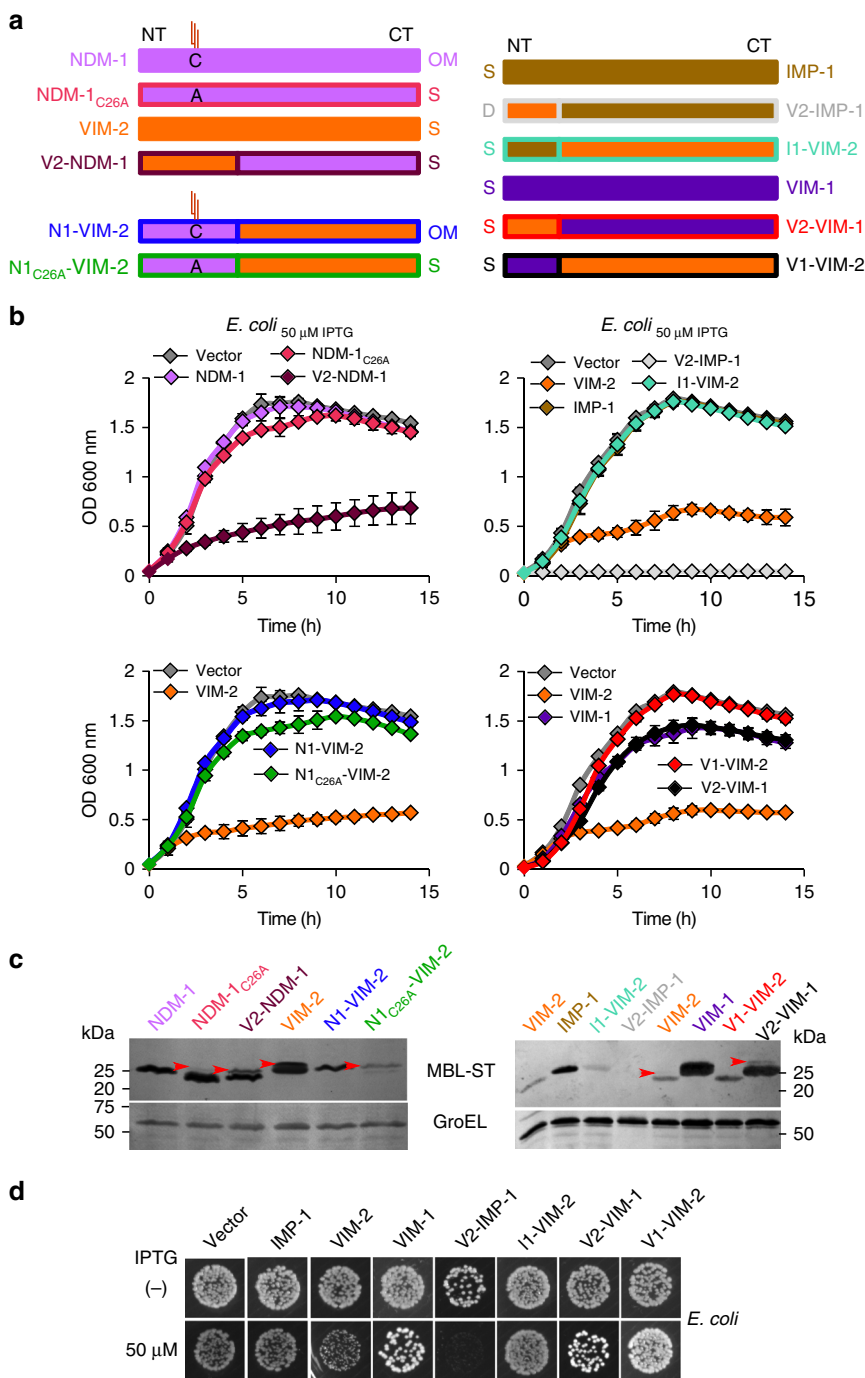 a
NT CT
NDM-1 C OM
NDM-1C26A A S
VIM-2 S
V2-NDM-1 S
N1-VIM-2 C OM
N1C26A-VIM-2 A S
NT CT
S IMP-1
D V2-IMP-1
S I1-VIM-2
S VIM-1
S V2-VIM-1
S V1-VIM-2
b
E. coli 50 μM IPTG
Vector NDM-1C26A
NDM-1 V2-NDM-1
OD 600 nm
2
1.5
1
0.5
0
0 5 10 15
Time (h)
E. coli 50 μM IPTG
Vector V2-IMP-1
VIM-2 I1-VIM-2
IMP-1
2
1.5
1
0.5
0
0 5 10 15
Time (h)
Vector
VIM-2
N1-VIM-2
N1C26A-VIM-2
OD 600 nm
2
1.5
1
0.5
0
0 5 10 15
Time (h)
Vector
VIM-2
VIM-1
V1-VIM-2
V2-VIM-1
2
1.5
1
0.5
0
0 5 10 15
Time (h)
c
NDM-1 NDM-1C26A V2-NDM-1 VIM-2 N1-VIM-2 N1C26A-VIM-2
kDa
25
20
75
50
MBL-ST
GroEL
VIM-2 IMP-1 I1-VIM-2 V2-IMP-1 VIM-2 VIM-1 V1-VIM-2 V2-VIM-1
kDa
25
20
50
d
Vector IMP-1 VIM-2 VIM-1 V2-IMP-1 I1-VIM-2 V2-VIM-1 V1-VIM-2
IPTG
(–)
50 μM
E. coli